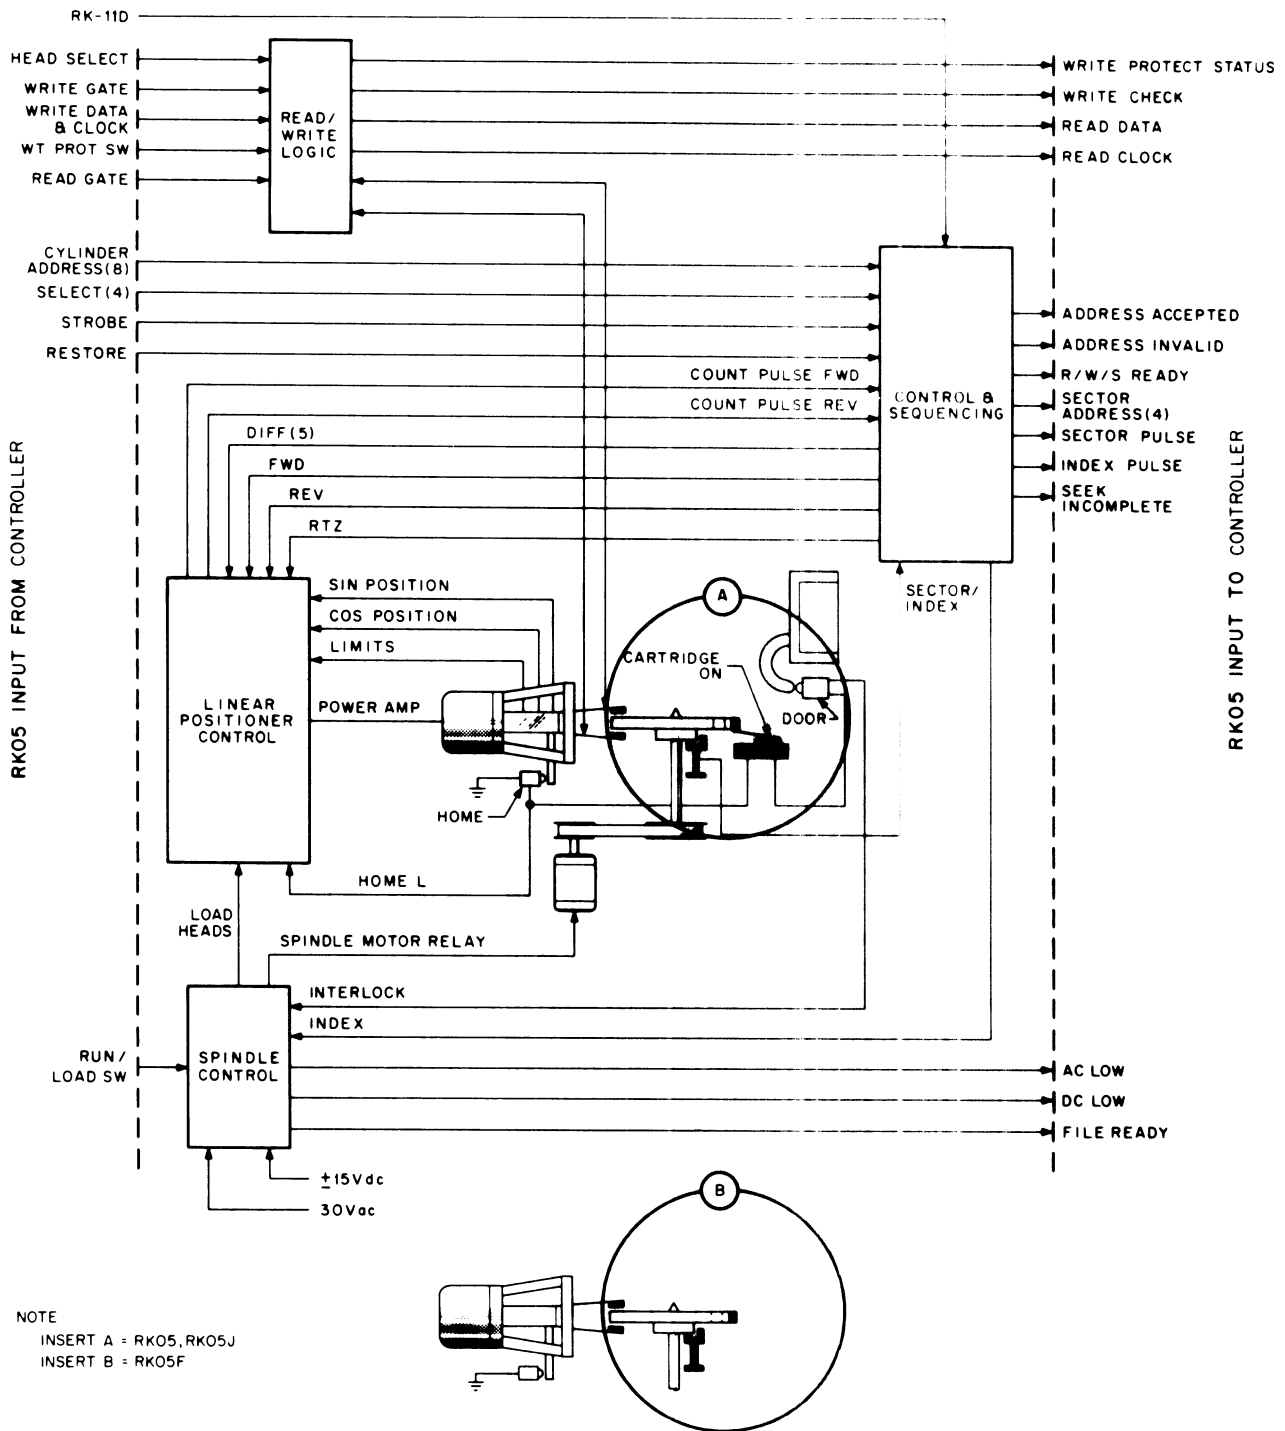 RK-11D
HEAD SELECT
WRITE GATE
WRITE DATA
& CLOCK
WT PROT SW
READ GATE
READ/
WRITE
LOGIC
WRITE PROTECT STATUS
WRITE CHECK
READ DATA
READ CLOCK
CYLINDER
ADDRESS(8)
SELECT(4)
STROBE
RESTORE
COUNT PULSE FWD
COUNT PULSE REV
DIFF(5)
FWD
REV
RTZ
CONTROL &
SEQUENCING
ADDRESS ACCEPTED
ADDRESS INVALID
R/W/S READY
SECTOR
ADDRESS(4)
SECTOR PULSE
INDEX PULSE
SEEK
INCOMPLETE
RK05 INPUT FROM CONTROLLER
RK05 INPUT TO CONTROLLER
SIN POSITION
COS POSITION
LIMITS
POWER AMP
LINEAR
POSITIONER
CONTROL
A
SECTOR/
INDEX
CARTRIDGE
ON
DOOR
HOME
HOME L
LOAD
HEADS
SPINDLE MOTOR RELAY
INTERLOCK
INDEX
RUN/
LOAD SW
SPINDLE
CONTROL
AC LOW
DC LOW
FILE READY
±15Vdc
30Vac
B
NOTE
INSERT A = RK05,RK05J
INSERT B = RK05F